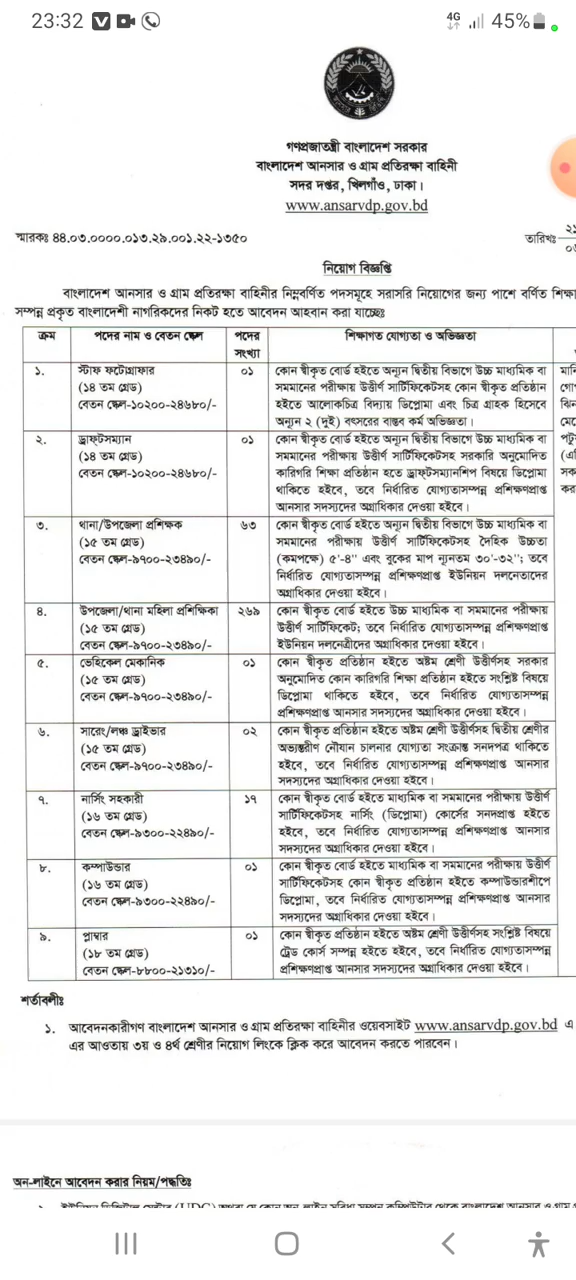 23:32
4G
45%
গণপ্রজাতন্ত্রী বাংলাদেশ সরকার
বাংলাদেশ আনসার ও গ্রাম প্রতিরক্ষা বাহিনী
সদর দপ্তর, খিলগাঁও, ঢাকা।
www.ansarvdp.gov.bd
স্মারকঃ ৪৪.০৩.০০০০.০১৩.২৯.০০১.২২-১৩৫০
তারিখঃ
নিয়োগ বিজ্ঞপ্তি
বাংলাদেশ আনসার ও গ্রাম প্রতিরক্ষা বাহিনীর নিম্নবর্ণিত পদসমূহে সরাসরি নিয়োগের জন্য পাশে বর্ণিত শিক্ষা
সম্পন্ন প্রকৃত বাংলাদেশী নাগরিকদের নিকট হতে আবেদন আহবান করা যাচ্ছেঃ
ক্রম পদের নাম ও বেতন স্কেল পদের সংখ্যা শিক্ষাগত যোগ্যতা ও অভিজ্ঞতা
১. স্টাফ ফটোগ্রাফার
(১৪ তম গ্রেড)
বেতন স্কেল-১০২০০-২৪৬৮০/-
০১
কোন স্বীকৃত বোর্ড হইতে অন্যূন দ্বিতীয় বিভাগে উচ্চ মাধ্যমিক বা
সমমানের পরীক্ষায় উত্তীর্ণ সার্টিফিকেটসহ কোন স্বীকৃত প্রতিষ্ঠান
হইতে আলোকচিত্র বিদ্যায় ডিপ্লোমা এবং চিত্র গ্রাহক হিসেবে
অন্যূন ২ (দুই) বৎসরের বাস্তব কর্ম অভিজ্ঞতা।
২. ড্রাফ্টসম্যান
(১৪ তম গ্রেড)
বেতন স্কেল-১০২০০-২৪৬৮০/-
০১
কোন স্বীকৃত বোর্ড হইতে অন্যূন দ্বিতীয় বিভাগে উচ্চ মাধ্যমিক বা
সমমানের পরীক্ষায় উত্তীর্ণ সার্টিফিকেটসহ সরকারি অনুমোদিত
কারিগরি শিক্ষা প্রতিষ্ঠান হতে ড্রাফ্টসম্যানশিপ বিষয়ে ডিপ্লোমা
থাকিতে হইবে, তবে নির্ধারিত যোগ্যতাসম্পন্ন প্রশিক্ষণপ্রাপ্ত
আনসার সদস্যদের অগ্রাধিকার দেওয়া হইবে।
৩. থানা/উপজেলা প্রশিক্ষক
(১৫ তম গ্রেড)
বেতন স্কেল-৯৭০০-২৩৪৯০/-
৬৩
কোন স্বীকৃত বোর্ড হইতে অন্যূন দ্বিতীয় বিভাগে উচ্চ মাধ্যমিক বা
সমমানের পরীক্ষায় উত্তীর্ণ সার্টিফিকেটসহ দৈহিক উচ্চতা
(কমপক্ষে) ৫'-৪" এবং বুকের মাপ ন্যূনতম ৩০'-৩২"; তবে
নির্ধারিত যোগ্যতাসম্পন্ন প্রশিক্ষণপ্রাপ্ত ইউনিয়ন দলনেতাদের
অগ্রাধিকার দেওয়া হইবে।
৪. উপজেলা/থানা মহিলা প্রশিক্ষিকা
(১৫ তম গ্রেড)
বেতন স্কেল-৯৭০০-২৩৪৯০/-
২৬৯
কোন স্বীকৃত বোর্ড হইতে উচ্চ মাধ্যমিক বা সমমানের পরীক্ষায়
উত্তীর্ণ সার্টিফিকেট; তবে নির্ধারিত যোগ্যতাসম্পন্ন প্রশিক্ষণপ্রাপ্ত
ইউনিয়ন দলনেত্রীদের অগ্রাধিকার দেওয়া হইবে।
৫. ভেহিকেল মেকানিক
(১৫ তম গ্রেড)
বেতন স্কেল-৯৭০০-২৩৪৯০/-
০১
কোন স্বীকৃত প্রতিষ্ঠান হইতে অষ্টম শ্রেণী উত্তীর্ণসহ সরকার
অনুমোদিত কোন কারিগরি শিক্ষা প্রতিষ্ঠান হইতে সংশ্লিষ্ট বিষয়ে
ডিপ্লোমা থাকিতে হইবে, তবে নির্ধারিত যোগ্যতাসম্পন্ন
প্রশিক্ষণপ্রাপ্ত আনসার সদস্যদের অগ্রাধিকার দেওয়া হইবে।
৬. সারেং/লঞ্চ ড্রাইভার
(১৫ তম গ্রেড)
বেতন স্কেল-৯৭০০-২৩৪৯০/-
০২
কোন স্বীকৃত প্রতিষ্ঠান হইতে অষ্টম শ্রেণী উত্তীর্ণসহ দ্বিতীয় শ্রেণীর
অভ্যন্তরীণ নৌযান চালনার যোগ্যতা সংক্রান্ত সনদপত্র থাকিতে
হইবে, তবে নির্ধারিত যোগ্যতাসম্পন্ন প্রশিক্ষণপ্রাপ্ত আনসার
সদস্যদের অগ্রাধিকার দেওয়া হইবে।
৭. নার্সিং সহকারী
(১৬ তম গ্রেড)
বেতন স্কেল-৯৩০০-২২৪৯০/-
১৭
কোন স্বীকৃত বোর্ড হইতে মাধ্যমিক বা সমমানের পরীক্ষায় উত্তীর্ণ
সার্টিফিকেটসহ নার্সিং (ডিপ্লোমা) কোর্সের সনদপ্রাপ্ত হইতে
হইবে, তবে নির্ধারিত যোগ্যতাসম্পন্ন প্রশিক্ষণপ্রাপ্ত আনসার
সদস্যদের অগ্রাধিকার দেওয়া হইবে।
৮. কম্পাউন্ডার
(১৬ তম গ্রেড)
বেতন স্কেল-৯৩০০-২২৪৯০/-
০১
কোন স্বীকৃত বোর্ড হইতে মাধ্যমিক বা সমমানের পরীক্ষায় উত্তীর্ণ
সার্টিফিকেটসহ কোন স্বীকৃত প্রতিষ্ঠান হইতে কম্পাউন্ডারশীপে
ডিপ্লোমা, তবে নির্ধারিত যোগ্যতাসম্পন্ন প্রশিক্ষণপ্রাপ্ত আনসার
সদস্যদের অগ্রাধিকার দেওয়া হইবে।
৯. প্লাম্বার
(১৮ তম গ্রেড)
বেতন স্কেল-৮৮০০-২১৩১০/-
০১
কোন স্বীকৃত প্রতিষ্ঠান হইতে অষ্টম শ্রেণী উত্তীর্ণসহ সংশ্লিষ্ট বিষয়ে
ট্রেড কোর্স সম্পন্ন হইতে হইবে, তবে নির্ধারিত যোগ্যতাসম্পন্ন
প্রশিক্ষণপ্রাপ্ত আনসার সদস্যদের অগ্রাধিকার দেওয়া হইবে।
শর্তাবলীঃ
১. আবেদনকারীগণ বাংলাদেশ আনসার ও গ্রাম প্রতিরক্ষা বাহিনীর ওয়েবসাইট www.ansarvdp.gov.bd এ
এর আওতায় ৩য় ও ৪র্থ শ্রেণীর নিয়োগ লিংকে ক্লিক করে আবেদন করতে পারবেন।
অন-লাইনে আবেদন করার নিয়ম/পদ্ধতিঃ